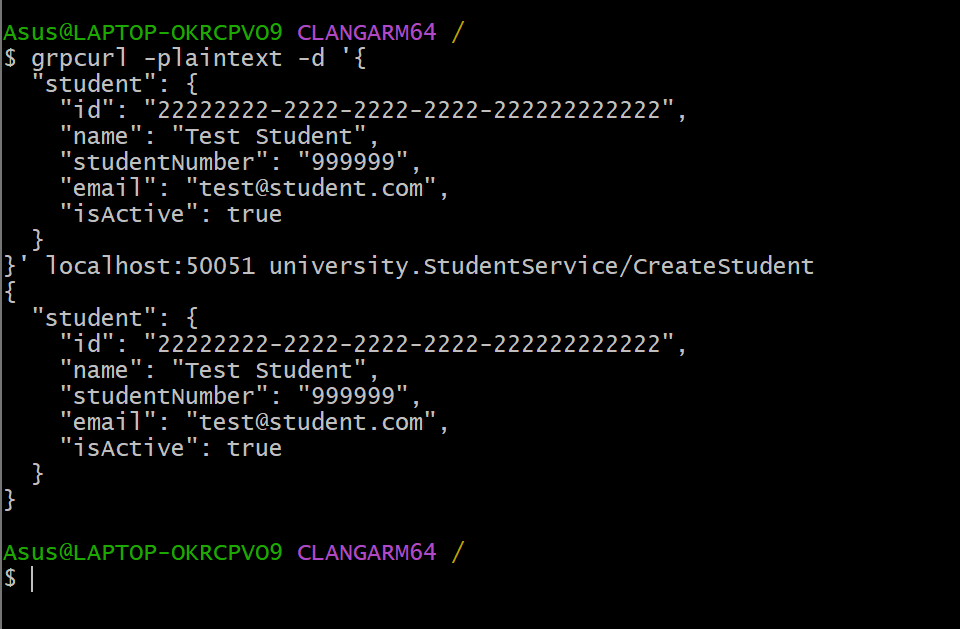 Asus@LAPTOP-OKRCPVO9 CLANGARM64 /
$ grpcurl -plaintext -d '{
  "student": {
    "id": "22222222-2222-2222-2222-222222222222",
    "name": "Test Student",
    "studentNumber": "999999",
    "email": "test@student.com",
    "isActive": true
  }
}' localhost:50051 university.StudentService/CreateStudent
{
  "student": {
    "id": "22222222-2222-2222-2222-222222222222",
    "name": "Test Student",
    "studentNumber": "999999",
    "email": "test@student.com",
    "isActive": true
  }
}
Asus@LAPTOP-OKRCPVO9 CLANGARM64 /
$